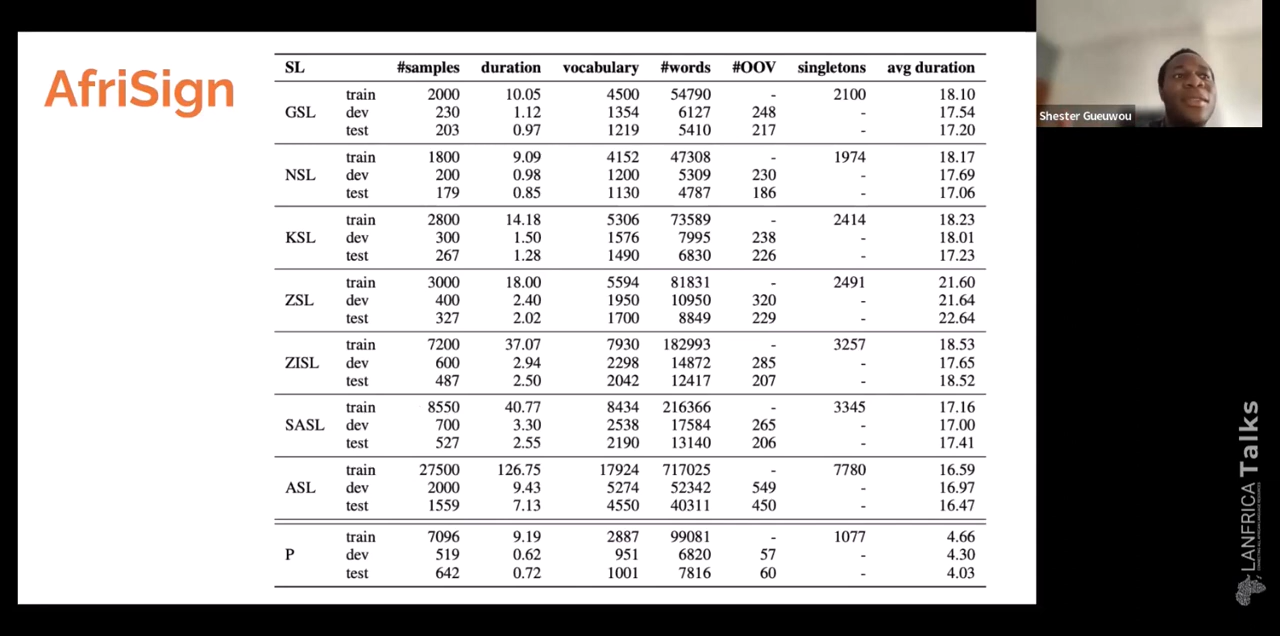 AfriSign
SL #samples duration vocabulary #words #OOV singletons avg duration
GSL
train 2000 10.05 4500 54790 - 2100 18.10
dev 230 1.12 1354 6127 248 - 17.54
test 203 0.97 1219 5410 217 - 17.20
NSL
train 1800 9.09 4152 47308 - 1974 18.17
dev 200 0.98 1200 5309 230 - 17.69
test 179 0.85 1130 4787 186 - 17.06
KSL
train 2800 14.18 5306 73589 - 2414 18.23
dev 300 1.50 1576 7995 238 - 18.01
test 267 1.28 1490 6830 226 - 17.23
ZSL
train 3000 18.00 5594 81831 - 2491 21.60
dev 400 2.40 1950 10950 320 - 21.64
test 327 2.02 1700 8849 229 - 22.64
ZISL
train 7200 37.07 7930 182993 - 3257 18.53
dev 600 2.94 2298 14872 285 - 17.65
test 487 2.50 2042 12417 207 - 18.52
SASL
train 8550 40.77 8434 216366 - 3345 17.16
dev 700 3.30 2538 17584 265 - 17.00
test 527 2.55 2190 13140 206 - 17.41
ASL
train 27500 126.75 17924 717025 - 7780 16.59
dev 2000 9.43 5274 52342 549 - 16.97
test 1559 7.13 4550 40311 450 - 16.47
P
train 7096 9.19 2887 99081 - 1077 4.66
dev 519 0.62 951 6820 57 - 4.30
test 642 0.72 1001 7816 60 - 4.03
Shester Gueuwou
LANFRICA Talks